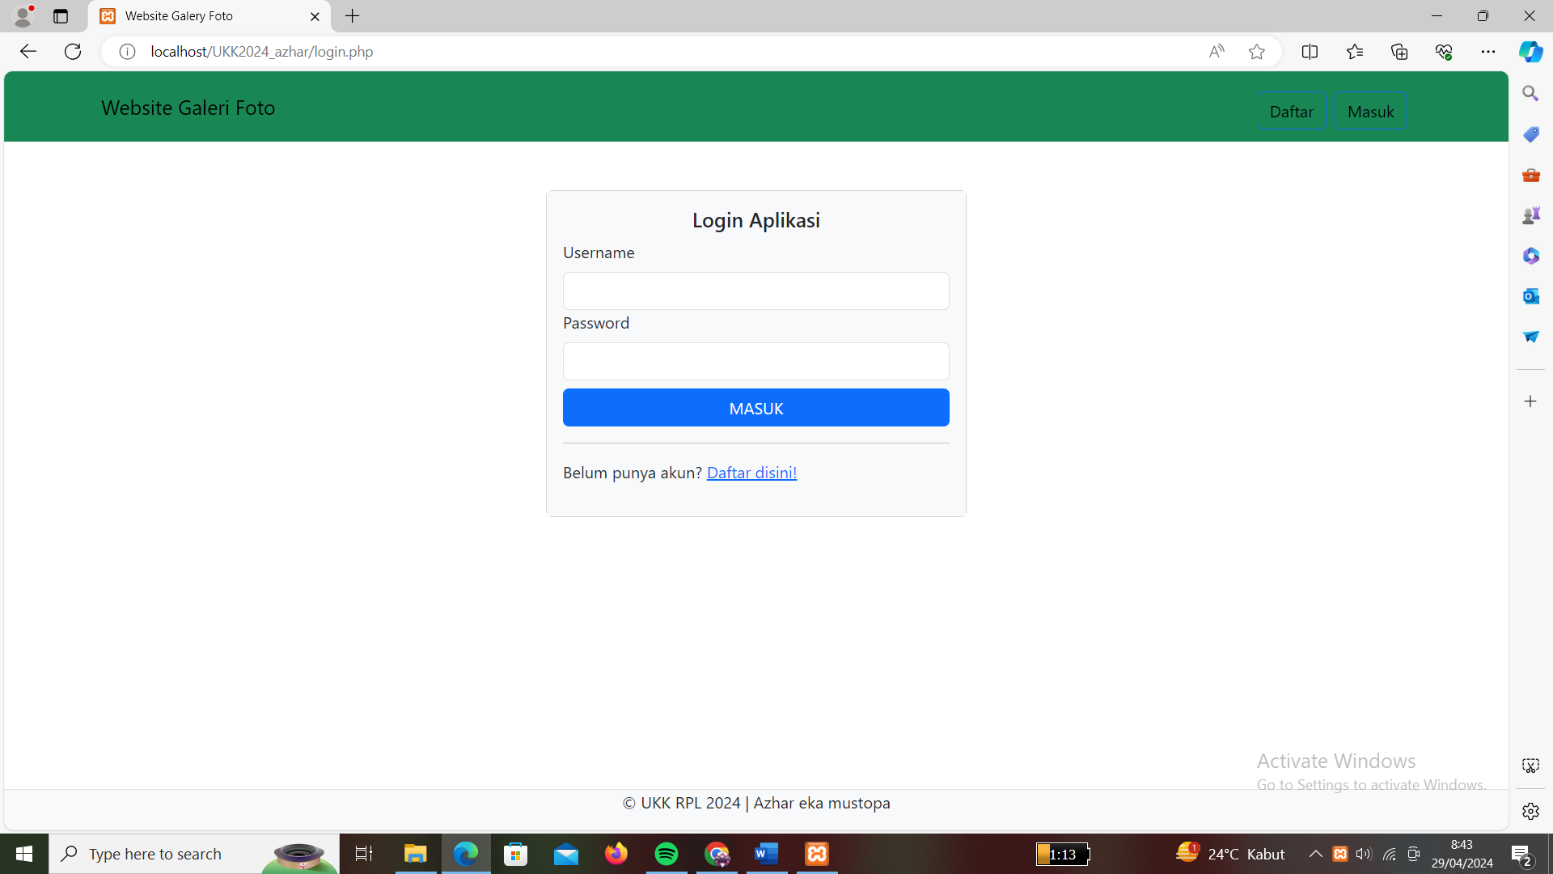 Website Galery Foto
localhost/UKK2024_azhar/login.php
Website Galeri Foto
Daftar
Masuk
Login Aplikasi
Username
Password
MASUK
Belum punya akun? Daftar disini!
Activate Windows
Go to Settings to activate Windows.
© UKK RPL 2024 | Azhar eka mustopa
Type here to search
1:13
1
24°C Kabut
8:43
29/04/2024
2